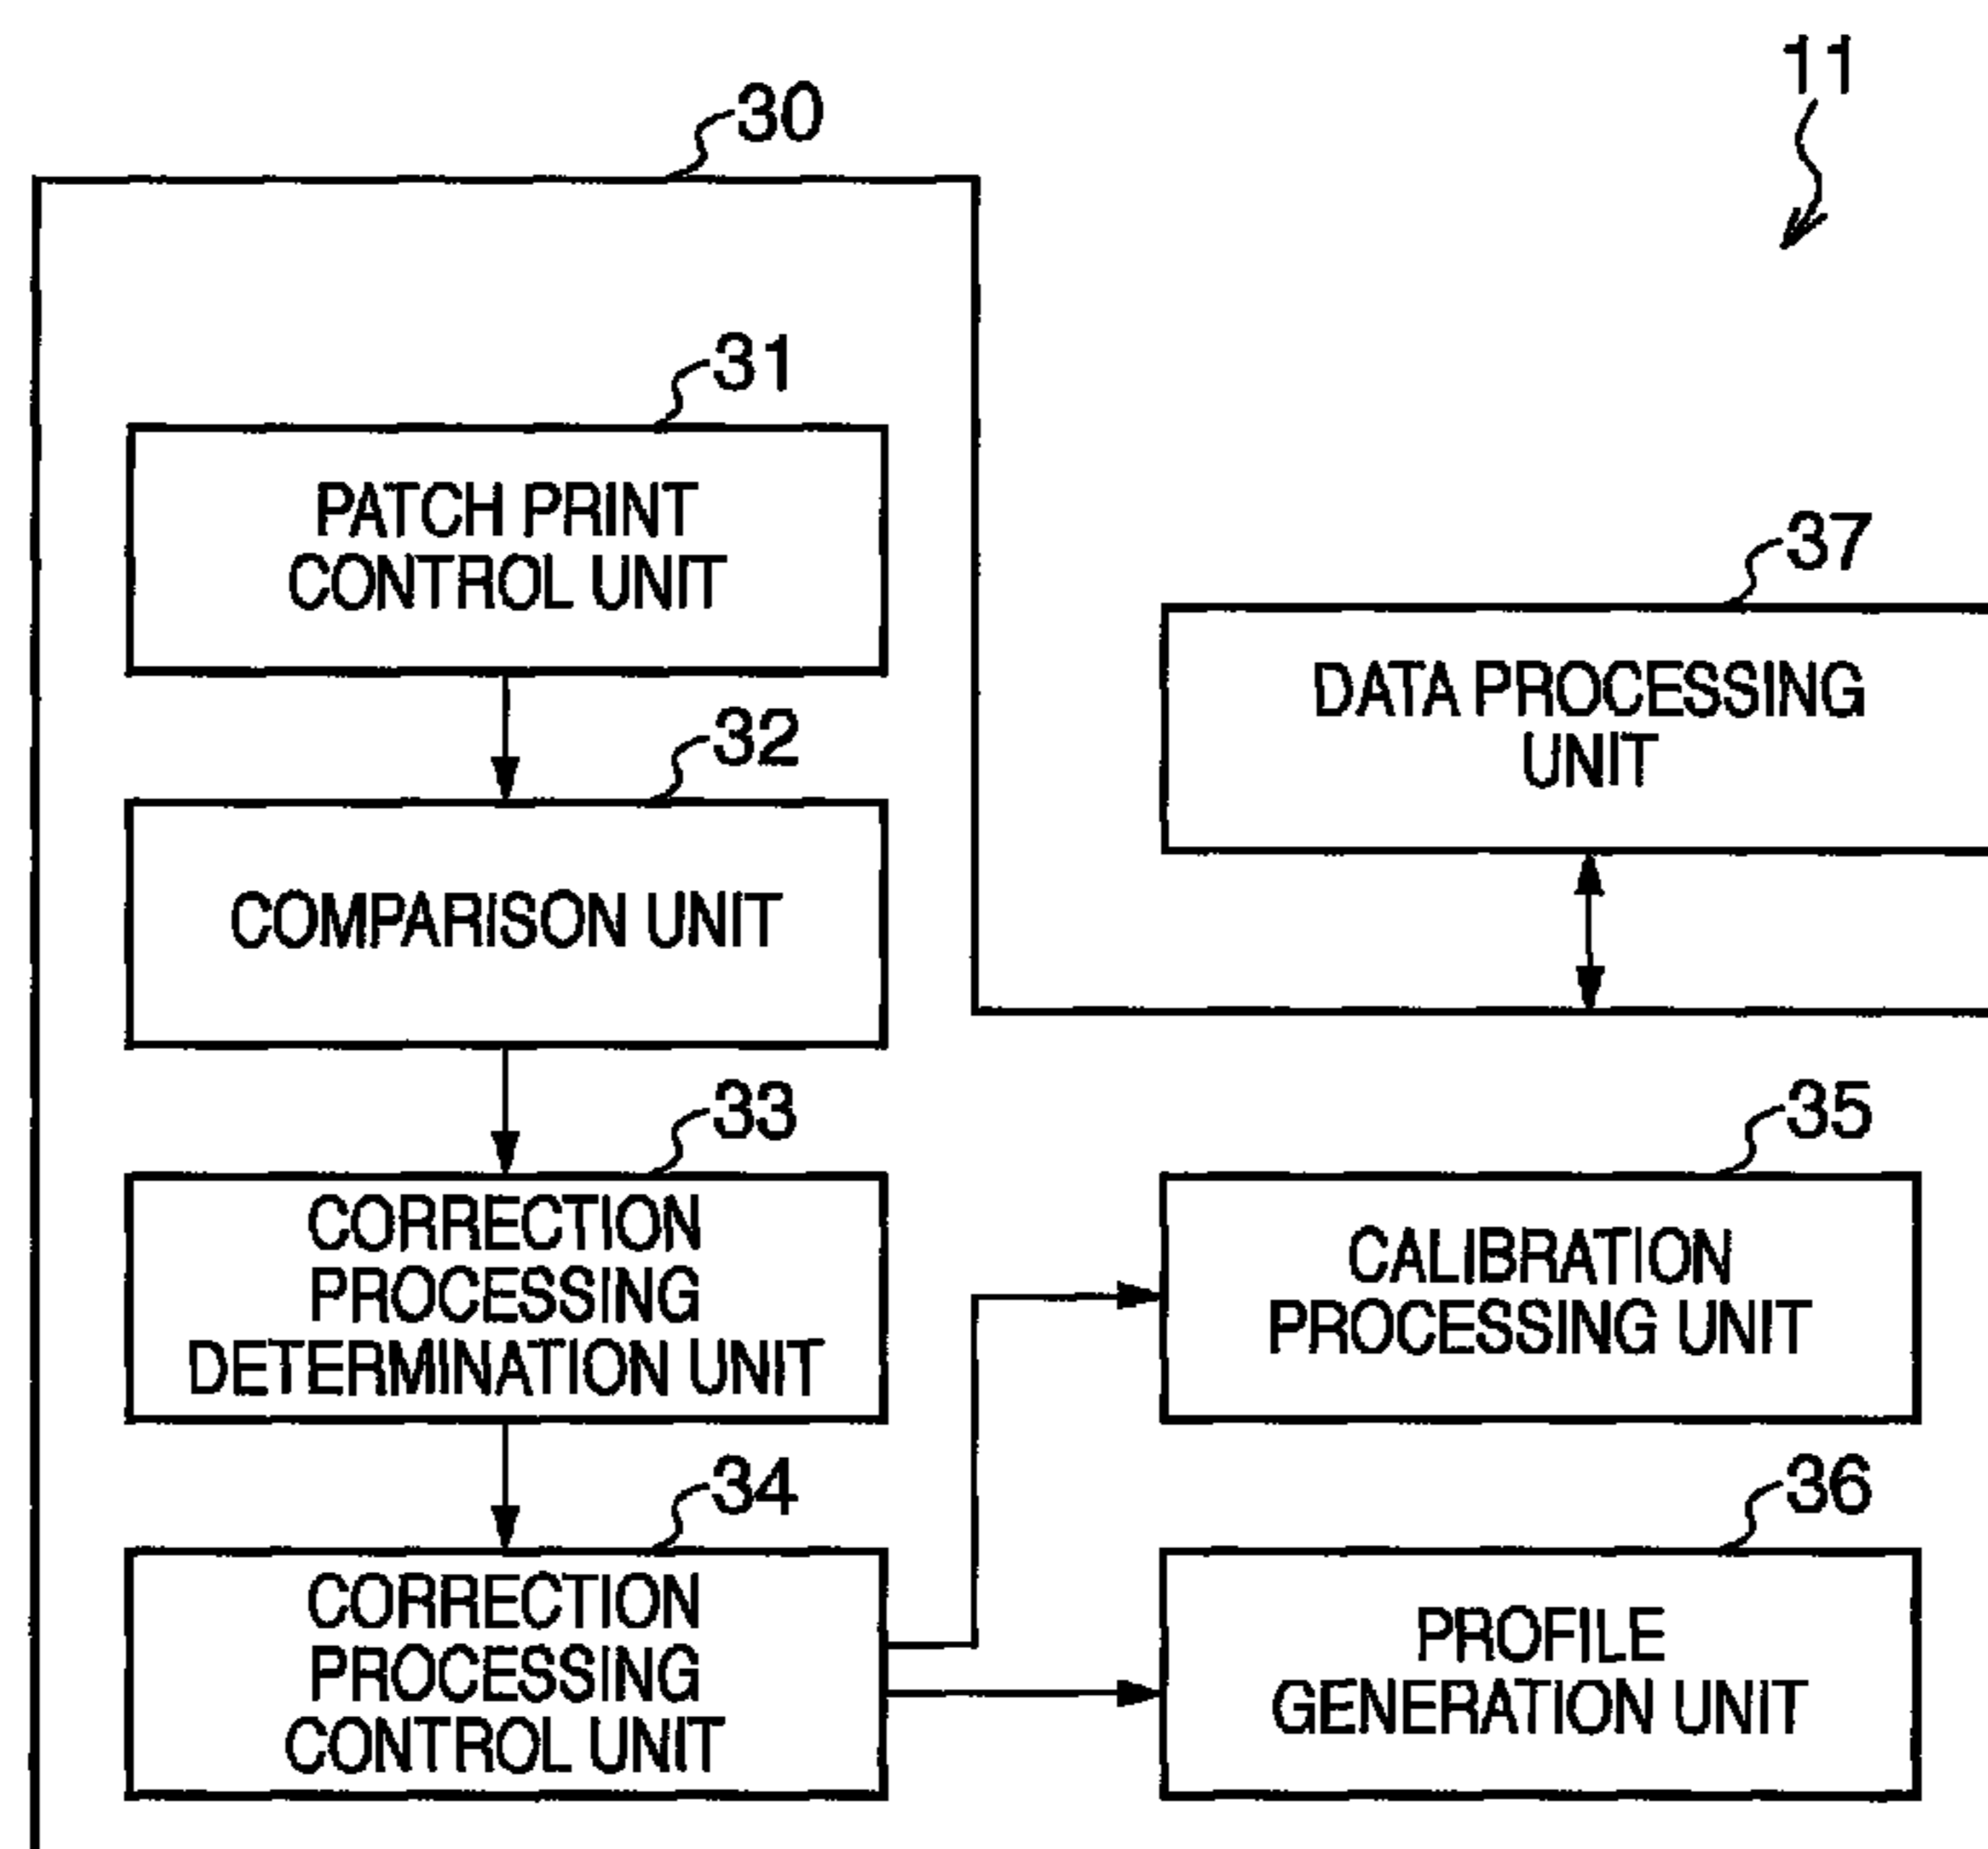 11
30
31
PATCH PRINT
CONTROL UNIT
37
DATA PROCESSING
UNIT
32
COMPARISON UNIT
33
CORRECTION
PROCESSING
DETERMINATION UNIT
35
CALIBRATION
PROCESSING UNIT
34
CORRECTION
PROCESSING
CONTROL UNIT
36
PROFILE
GENERATION UNIT